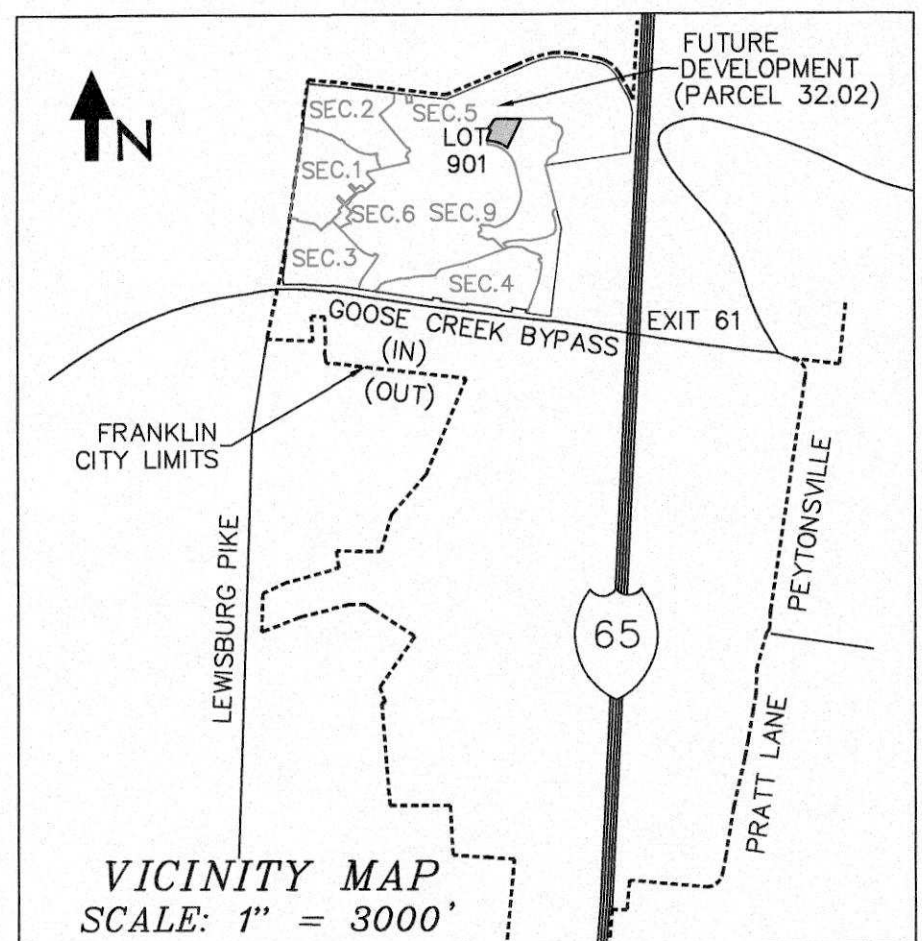 FUTURE
DEVELOPMENT
(PARCEL 32.02)
N
SEC.2
SEC.5
LOT
901
SEC.1
SEC.6
SEC.9
SEC.3
SEC.4
GOOSE CREEK BYPASS
EXIT 61
(IN)
(OUT)
FRANKLIN
CITY LIMITS
LEWISBURG PIKE
65
PEYTONSVILLE
PRATT LANE
VICINITY MAP
SCALE: 1" = 3000'